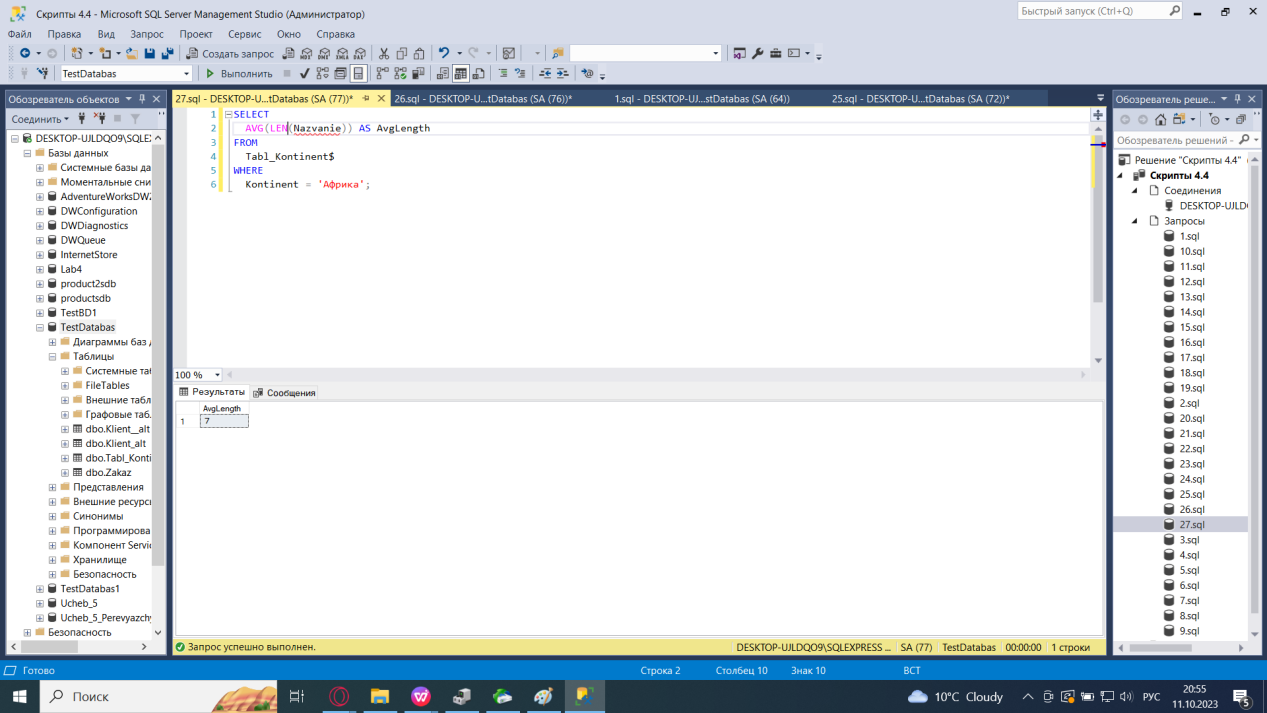 Скрипты 4.4 - Microsoft SQL Server Management Studio (Администратор)
Быстрый запуск (Ctrl+Q)
Файл Правка Вид Запрос Проект Сервис Окно Справка
Создать запрос
TestDatabas
Выполнить
Обозреватель объектов
Соединить
DESKTOP-UJLDQO9\SQLE
Базы данных
Системные базы да
Моментальные сни
AdventureWorksDW
DWConfiguration
DWDiagnostics
DWQueue
InternetStore
Lab4
product2sdb
productsdb
TestBD1
TestDatabas
Диаграммы баз
Таблицы
Системные таб
FileTables
Внешние табл
Графовые таб.
dbo.Klient__alt
dbo.Klient_alt
dbo.Tabl_Konti
dbo.Zakaz
Представления
Внешние ресурс
Синонимы
Программирова
Компонент Servic
Хранилище
Безопасность
TestDatabas1
Ucheb_5
Ucheb_5_Perevyazch
Безопасность
27.sql - DESKTOP-U...tDatabas (SA (77))*
26.sql - DESKTOP-U...tDatabas (SA (76))*
1.sql - DESKTOP-UJ...stDatabas (SA (64))
25.sql - DESKTOP-U...tDatabas (SA (72))*
1 SELECT
2 AVG(LEN(Nazvanie)) AS AvgLength
3 FROM
4 Tabl_Kontinent$
5 WHERE
6 Kontinent = 'Африка';
100 %
Результаты Сообщения
AvgLength
1 7
Запрос успешно выполнен.
DESKTOP-UJLDQO9\SQLEXPRESS ... SA (77) TestDatabas 00:00:00 1 строки
Обозреватель реше...
Обозреватель решений -
Решение "Скрипты 4.4"
Скрипты 4.4
Соединения
DESKTOP-UJLD
Запросы
1.sql
10.sql
11.sql
12.sql
13.sql
14.sql
15.sql
16.sql
17.sql
18.sql
19.sql
2.sql
20.sql
21.sql
22.sql
23.sql
24.sql
25.sql
26.sql
27.sql
3.sql
4.sql
5.sql
6.sql
7.sql
8.sql
9.sql
Готово
Строка 2 Столбец 10 Знак 10 ВСТ
Поиск
10°C Cloudy
РУС
20:55
11.10.2023
5